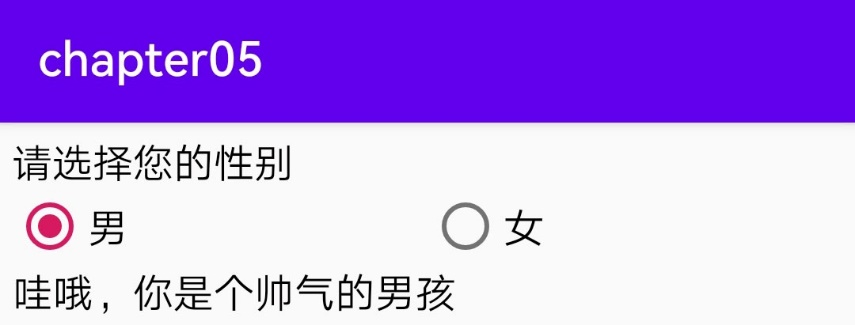 chapter05
请选择您的性别
男 女
哇哦，你是个帅气的男孩